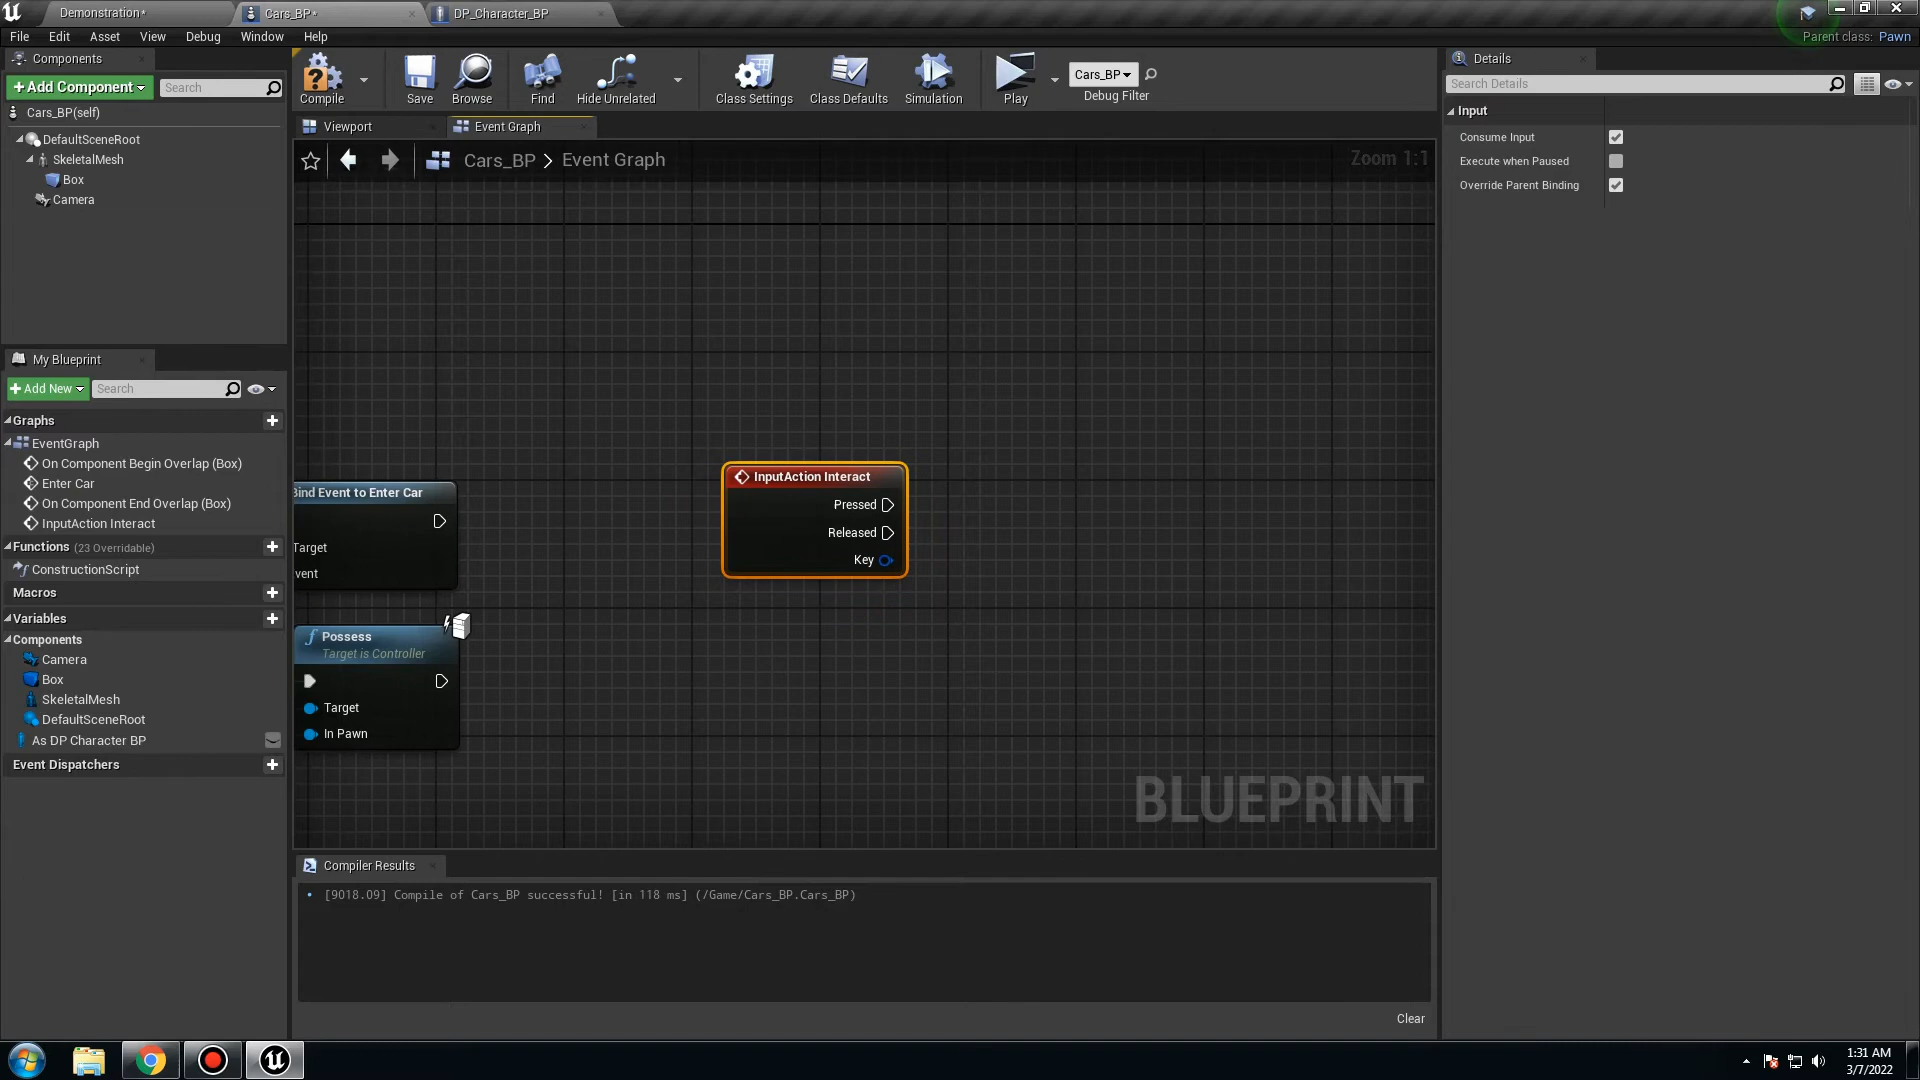 Demonstration*
Cars_BP*
DP_Character_BP
File Edit Asset View Debug Window Help
Parent class: Pawn
Components
+Add Component
Search
Cars_BP(self)
DefaultSceneRoot
SkeletalMesh
Box
Camera
My Blueprint
+Add New
Search
Graphs
EventGraph
On Component Begin Overlap (Box)
Enter Car
On Component End Overlap (Box)
InputAction Interact
Functions (23 Overridable)
ConstructionScript
Macros
Variables
Components
Camera
Box
SkeletalMesh
DefaultSceneRoot
As DP Character BP
Event Dispatchers
Compile
Save
Browse
Find
Hide Unrelated
Class Settings
Class Defaults
Simulation
Play
Cars_BP
Debug Filter
Viewport
Event Graph
Cars_BP > Event Graph
Zoom 1:1
Bind Event to Enter Car
Target
vent
Possess
Target is Controller
Target
In Pawn
InputAction Interact
Pressed
Released
Key
BLUEPRINT
Compiler Results
[9018.09] Compile of Cars_BP successful! [in 118 ms] (/Game/Cars_BP.Cars_BP)
Clear
Details
Search Details
Input
Consume Input
Execute when Paused
Override Parent Binding
1:31 AM
3/7/2022